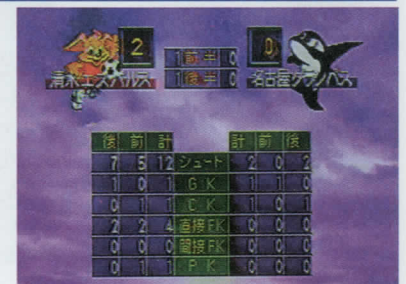 2 0
1 前半 0
清水エスパルス 1 後半 0 名古屋グランパス
後 前 計 計 前 後
7 5 12 シュート 2 0 2
1 0 1 GK 1 1 0
0 1 1 CK 1 0 1
2 2 4 直接FK 0 0 0
0 0 0 間接FK 0 0 0
0 1 1 PK 0 0 0